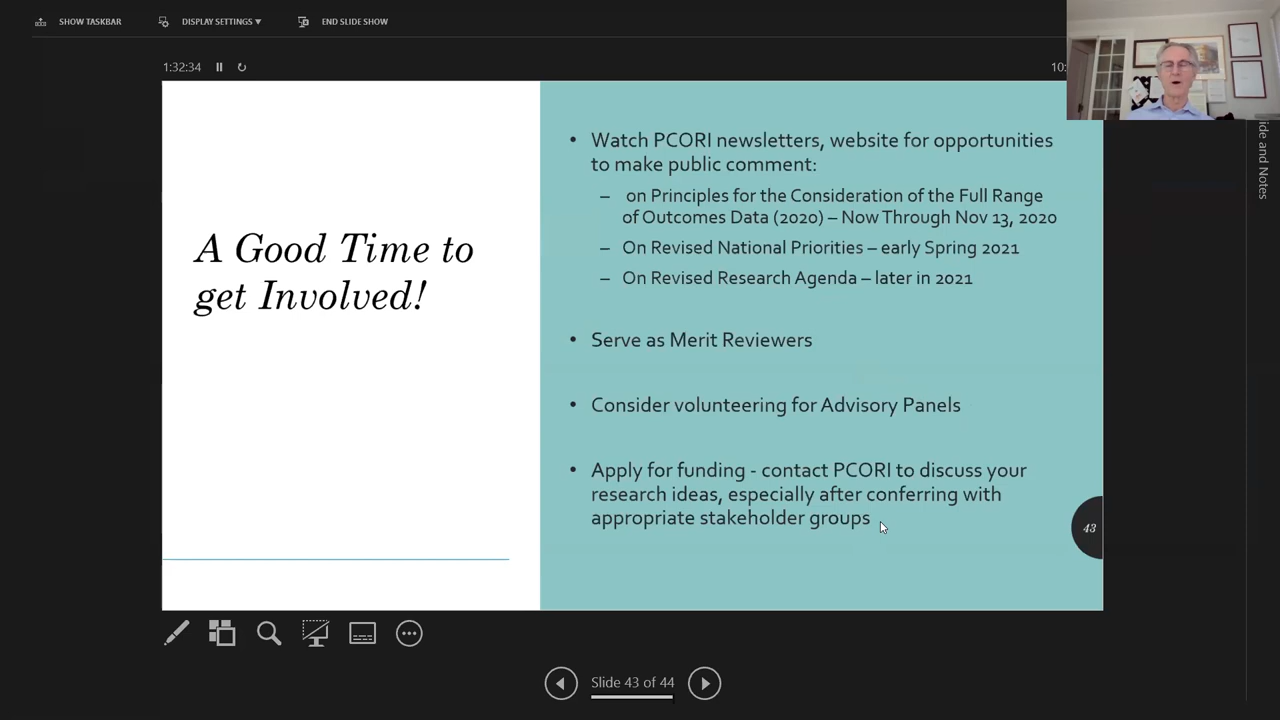 SHOW TASKBAR
DISPLAY SETTINGS ▼
END SLIDE SHOW
1:32:34
10:
ide and Notes
A Good Time to
get Involved!
• Watch PCORI newsletters, website for opportunities
to make public comment:
– on Principles for the Consideration of the Full Range
of Outcomes Data (2020) – Now Through Nov 13, 2020
– On Revised National Priorities – early Spring 2021
– On Revised Research Agenda – later in 2021
• Serve as Merit Reviewers
• Consider volunteering for Advisory Panels
• Apply for funding - contact PCORI to discuss your
research ideas, especially after conferring with
appropriate stakeholder groups
43
Slide 43 of 44